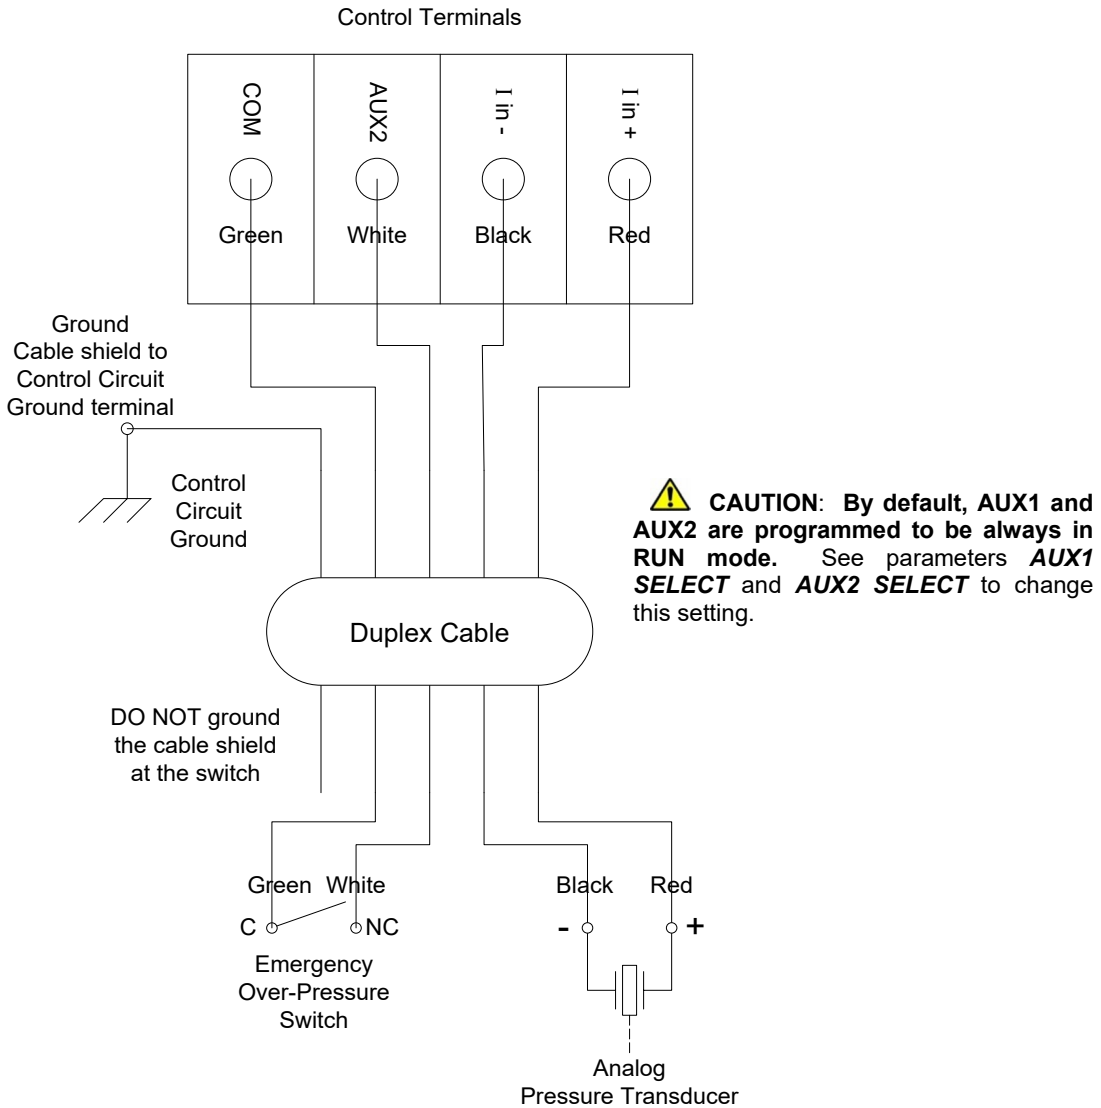 Control Terminals
COM
AUX2
I in -
I in +
Green
White
Black
Red
Ground
Cable shield to
Control Circuit
Ground terminal
Control
Circuit
Ground
CAUTION: By default, AUX1 and
AUX2 are programmed to be always in
RUN mode. See parameters AUX1
SELECT and AUX2 SELECT to change
this setting.
Duplex Cable
DO NOT ground
the cable shield
at the switch
Green White
Black Red
C NC
- +
Emergency
Over-Pressure
Switch
Analog
Pressure Transducer